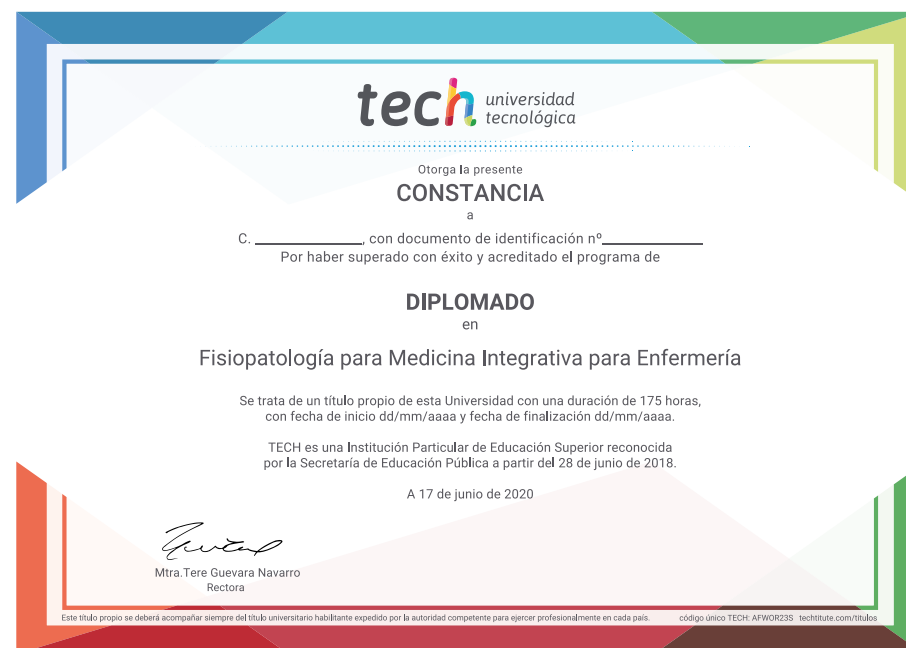 tech universidad
tecnológica
Otorga la presente
CONSTANCIA
a
C. ______________, con documento de identificación nº_____________
Por haber superado con éxito y acreditado el programa de
DIPLOMADO
en
Fisiopatología para Medicina Integrativa para Enfermería
Se trata de un título propio de esta Universidad con una duración de 175 horas,
con fecha de inicio dd/mm/aaaa y fecha de finalización dd/mm/aaaa.
TECH es una Institución Particular de Educación Superior reconocida
por la Secretaría de Educación Pública a partir del 28 de junio de 2018.
A 17 de junio de 2020
Mtra.Tere Guevara Navarro
Rectora
Este título propio se deberá acompañar siempre del título universitario habilitante expedido por la autoridad competente para ejercer profesionalmente en cada país. código único TECH: AFWOR23S techtitute.com/titulos